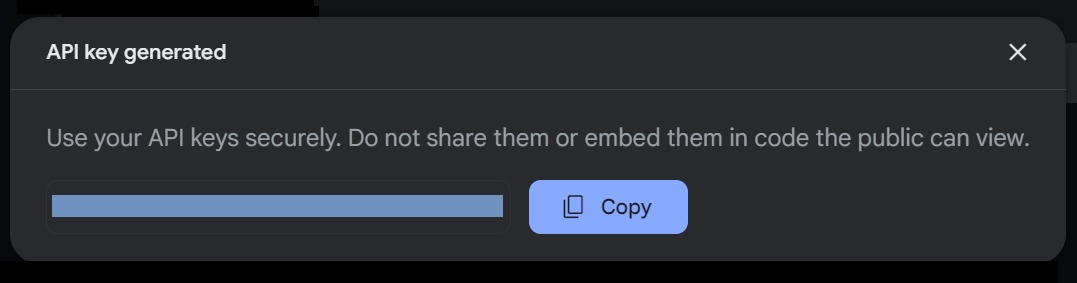 API key generated
Use your API keys securely. Do not share them or embed them in code the public can view.
Copy